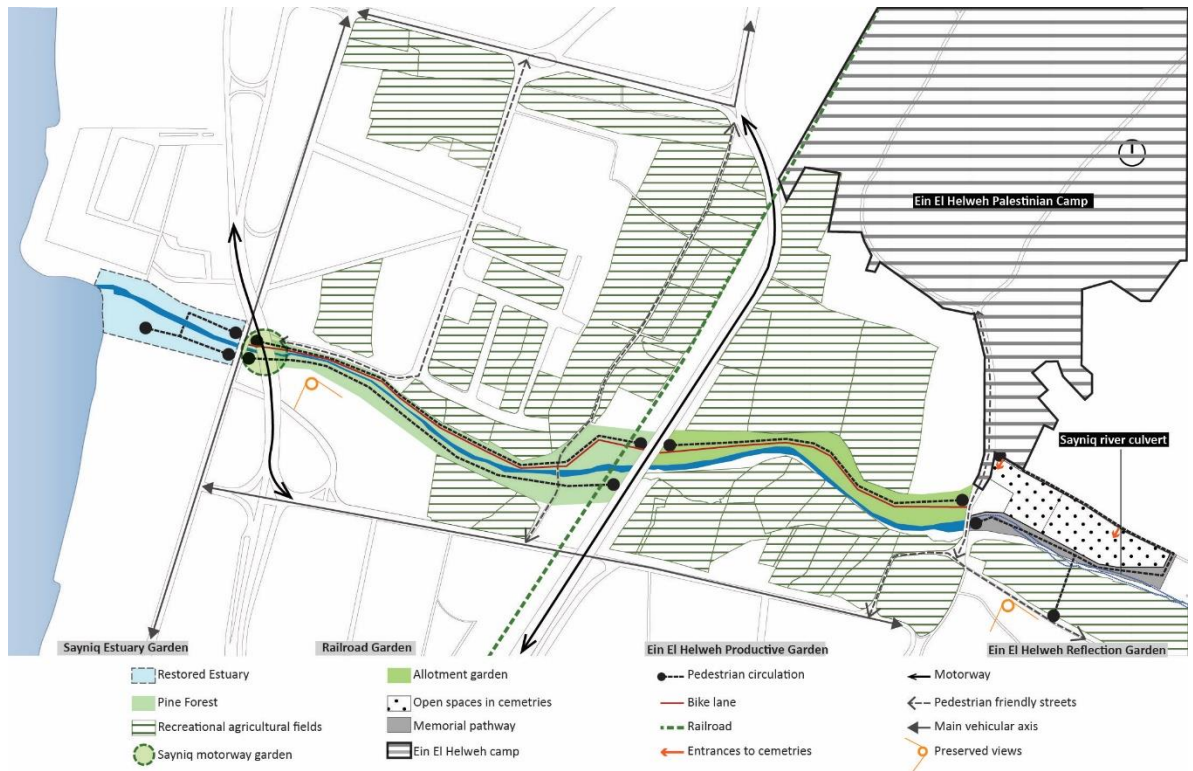 Ein El Helweh Palestinian Camp
Sayniq river culvert
Sayniq Estuary Garden
Railroad Garden
Ein El Helweh Productive Garden
Ein El Helweh Reflection Garden
Restored Estuary
Pine Forest
Recreational agricultural fields
Sayniq motorway garden
Allotment garden
Open spaces in cemetries
Memorial pathway
Ein El Helweh camp
Pedestrian circulation
Bike lane
Railroad
Entrances to cemetries
Motorway
Pedestrian friendly streets
Main vehicular axis
Preserved views